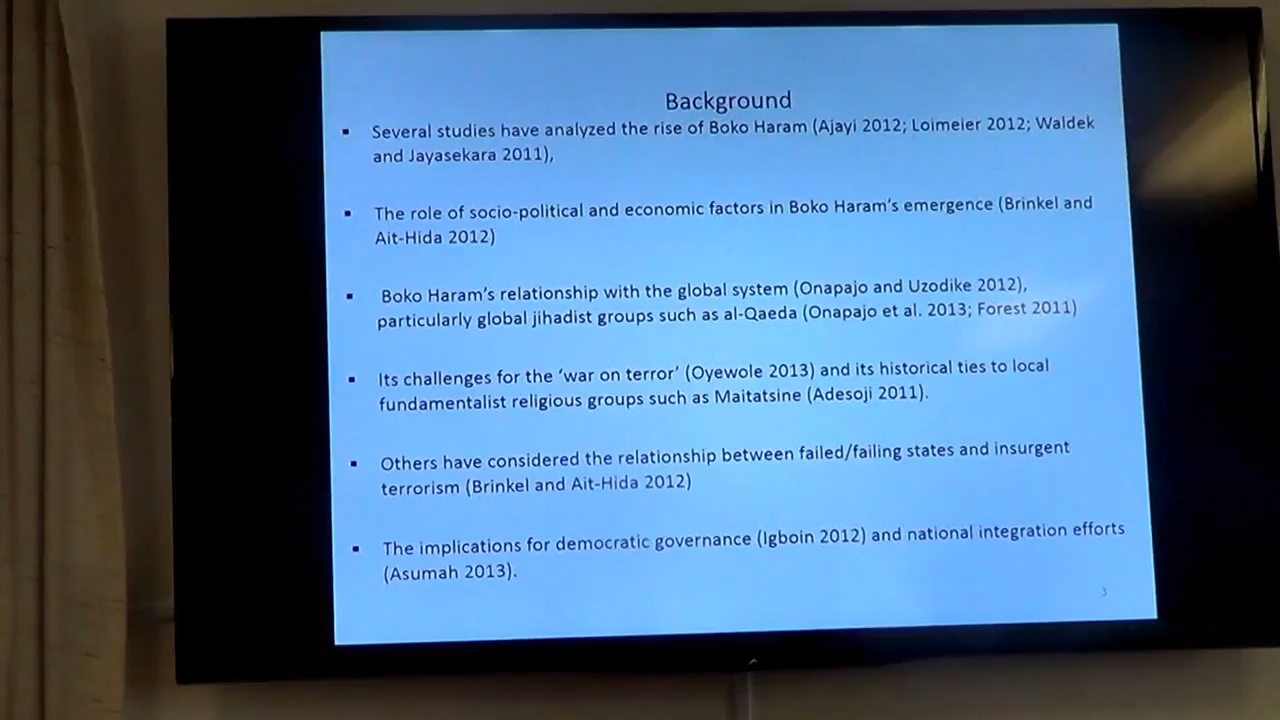 Background
▪ Several studies have analyzed the rise of Boko Haram (Ajayi 2012; Loimeier 2012; Waldek
and Jayasekara 2011),
▪ The role of socio-political and economic factors in Boko Haram's emergence (Brinkel and
Ait-Hida 2012)
▪ Boko Haram's relationship with the global system (Onapajo and Uzodike 2012),
particularly global jihadist groups such as al-Qaeda (Onapajo et al. 2013; Forest 2011)
▪ Its challenges for the 'war on terror' (Oyewole 2013) and its historical ties to local
fundamentalist religious groups such as Maitatsine (Adesoji 2011).
▪ Others have considered the relationship between failed/failing states and insurgent
terrorism (Brinkel and Ait-Hida 2012)
▪ The implications for democratic governance (Igboin 2012) and national integration efforts
(Asumah 2013).
3